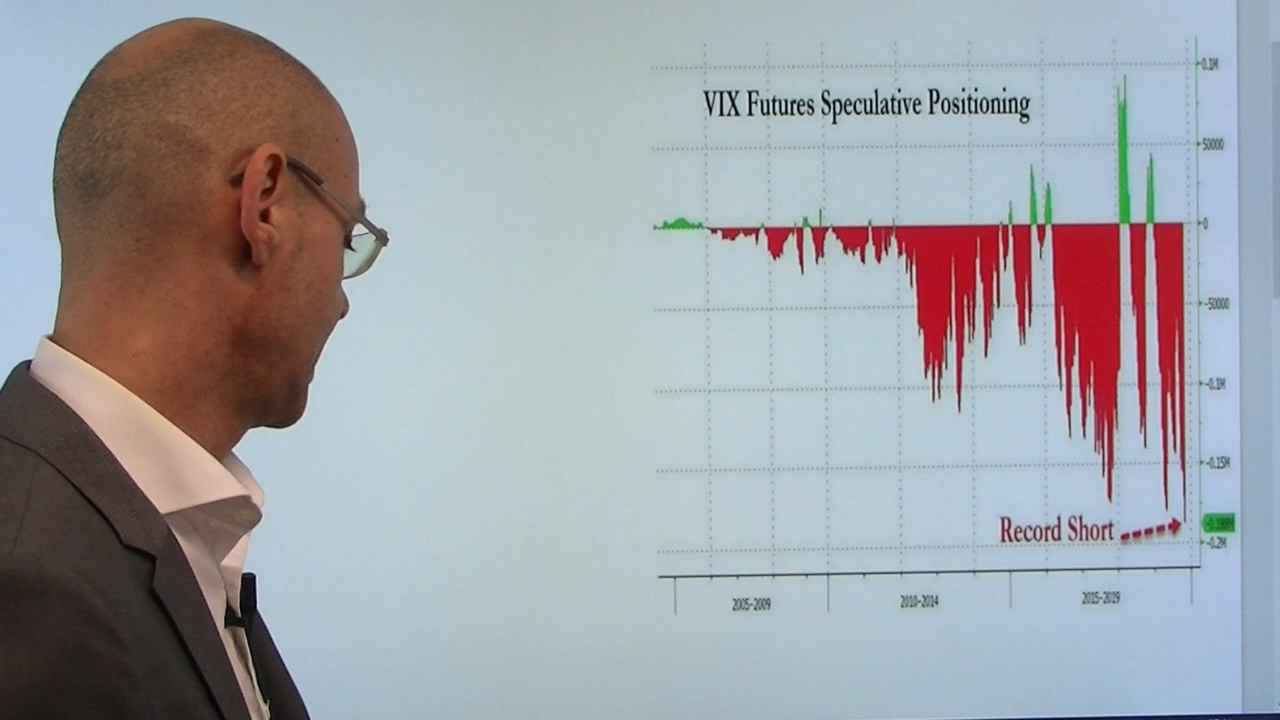 VIX Futures Speculative Positioning
0.1M
50000
0
-50000
-0.1M
-0.15M
Record Short
-0.2M
2005-2009 2010-2014 2015-2019